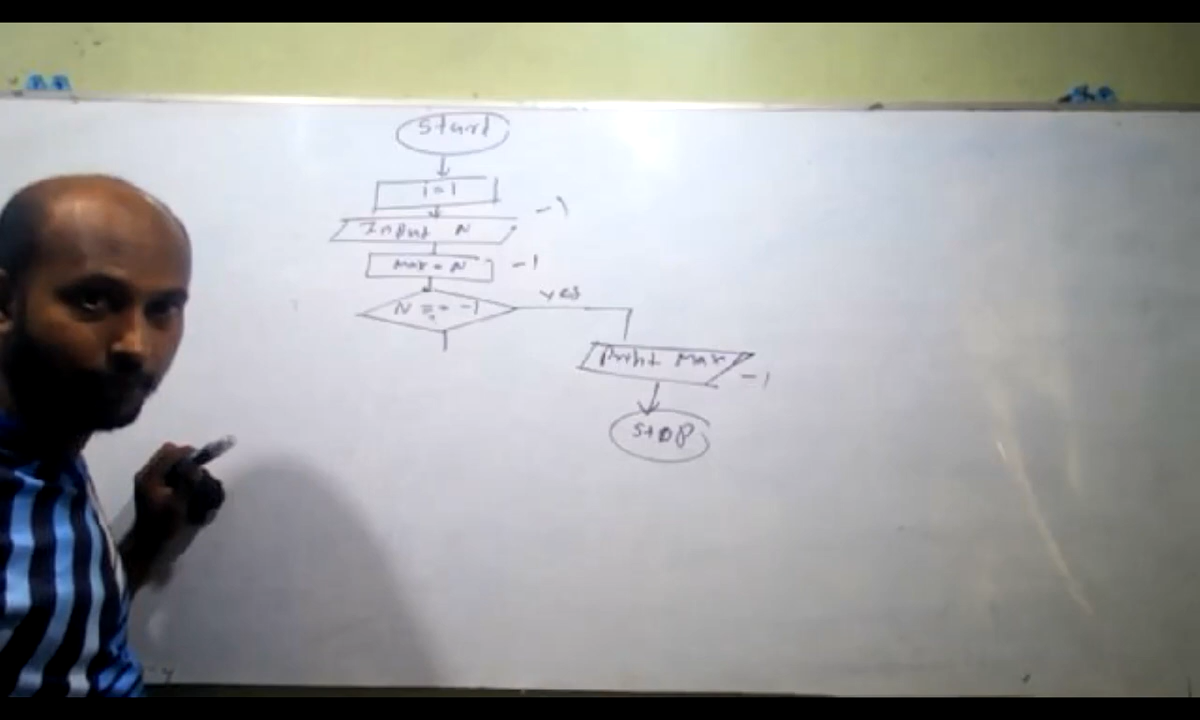 Start
i = 1
Input N
-1
Max = N
-1
N == -1
yes
Print Max
-1
STOP